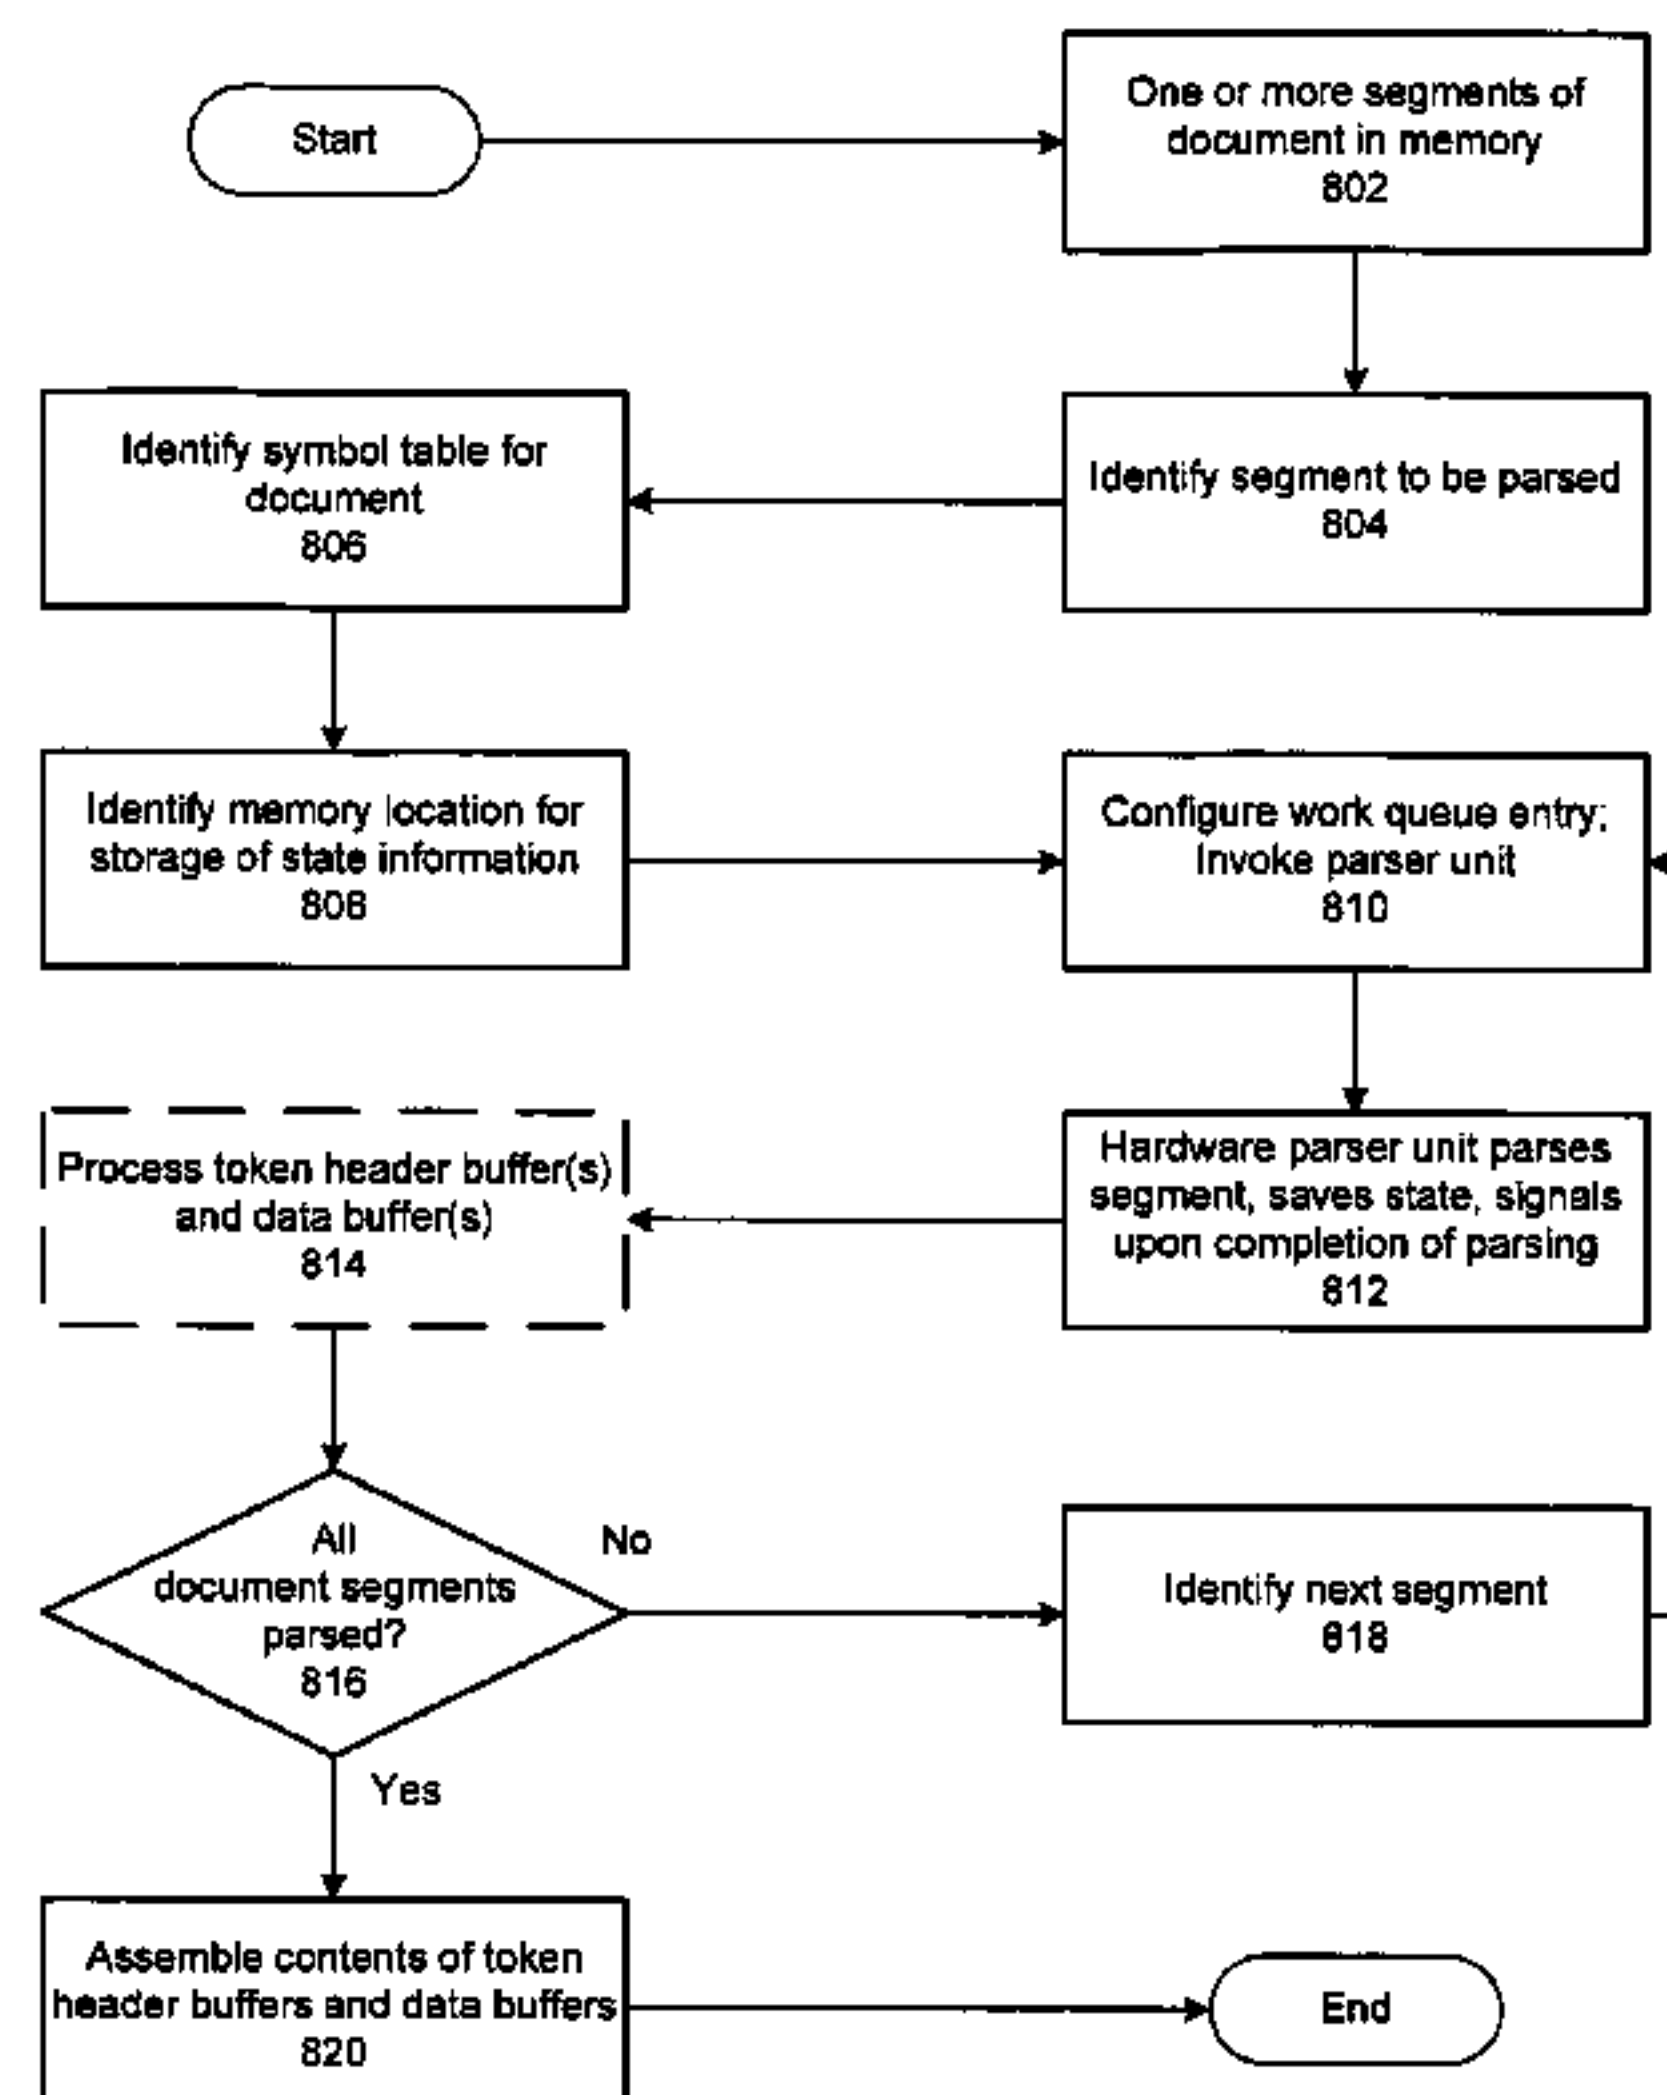 Start
One or more segments of
document in memory
802
Identify symbol table for
document
806
Identify segment to be parsed
804
Identify memory location for
storage of state information
808
Configure work queue entry;
Invoke parser unit
810
Process token header buffer(s)
and data buffer(s)
814
Hardware parser unit parses
segment, saves state, signals
upon completion of parsing
812
All
document segments
parsed?
816
No
Identify next segment
818
Yes
Assemble contents of token
header buffers and data buffers
820
End